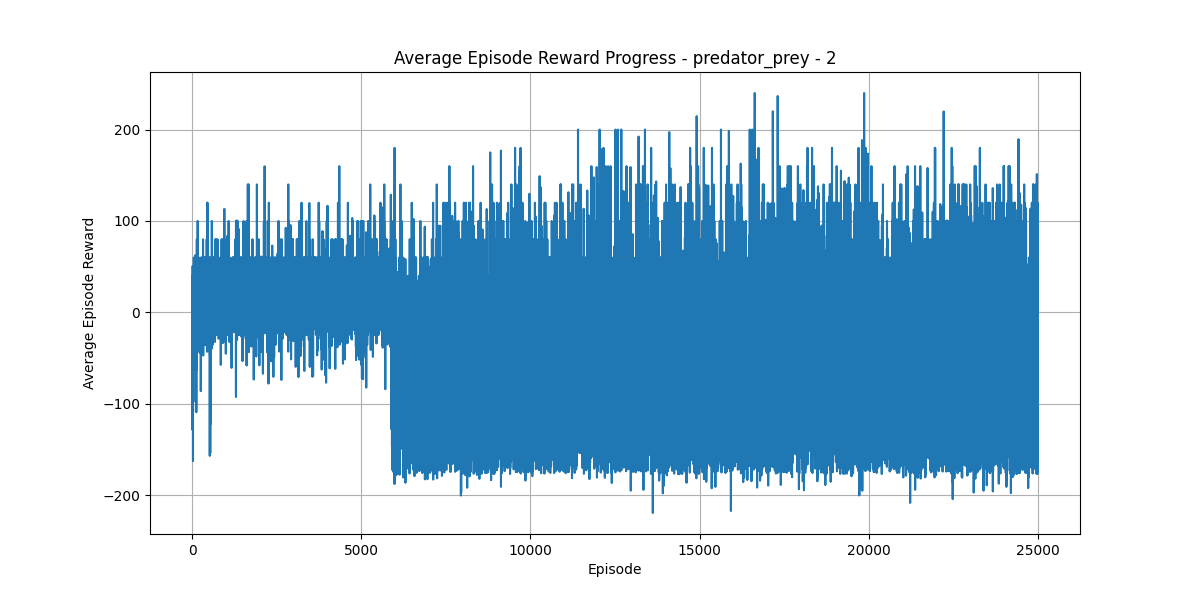 Average Episode Reward Progress - predator_prey - 2
Average Episode Reward
200
100
0
−100
−200
0 5000 10000 15000 20000 25000
Episode